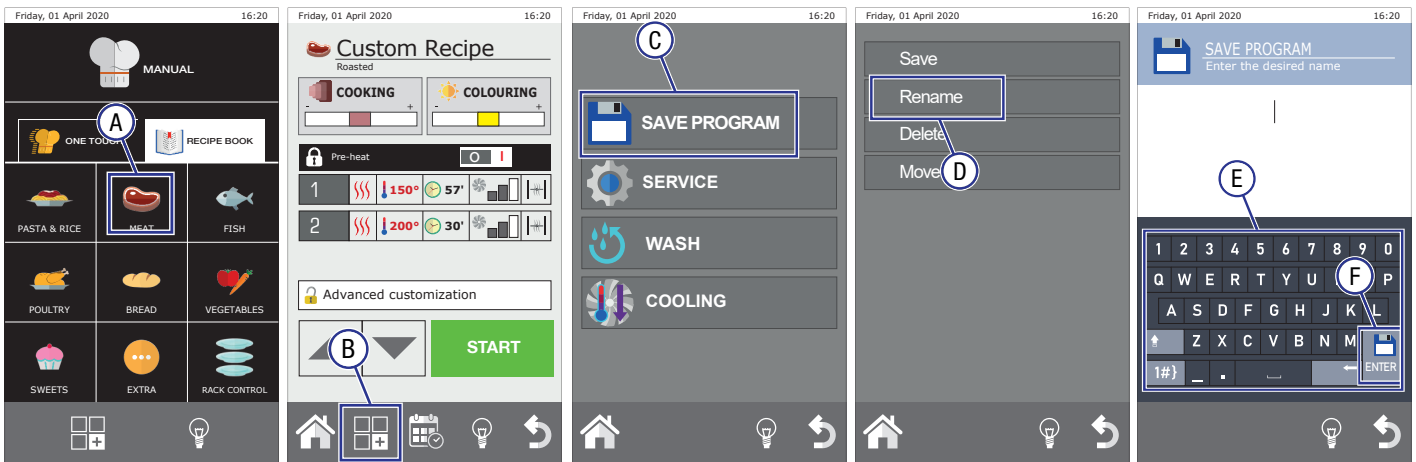 Friday, 01 April 2020 16:20
MANUAL
A
ONE TOUCH RECIPE BOOK
PASTA & RICE MEAT FISH
POULTRY BREAD VEGETABLES
SWEETS EXTRA RACK CONTROL
Friday, 01 April 2020 16:20
Custom Recipe
Roasted
COOKING COLOURING
- + - +
Pre-heat O I
1 150° 57'
2 200° 30'
Advanced customization
B
START
Friday, 01 April 2020 16:20
C
SAVE PROGRAM
SERVICE
WASH
COOLING
Friday, 01 April 2020 16:20
Save
Rename
Delete
Move
D
Friday, 01 April 2020 16:20
SAVE PROGRAM
Enter the desired name
E
1 2 3 4 5 6 7 8 9 0
Q W E R T Y U P
F
A S D F G H J K L
Z X C V B N M
1#} _ . ENTER